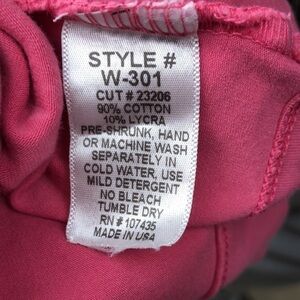 STYLE #
W-301
CUT # 23206
90% COTTON
10% LYCRA
PRE-SHRUNK, HAND
OR MACHINE WASH
SEPARATELY IN
COLD WATER, USE
MILD DETERGENT
NO BLEACH
TUMBLE DRY
RN # 107435
MADE IN USA